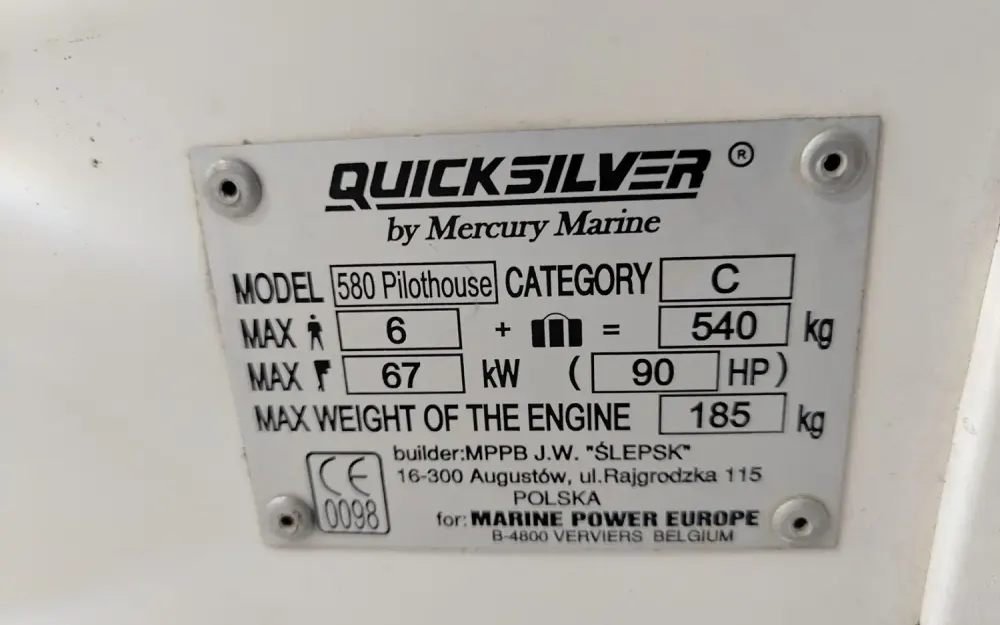 QUICKSILVER ®
by Mercury Marine
MODEL 580 Pilothouse CATEGORY C
MAX 6 + = 540 kg
MAX 67 kW ( 90 HP )
MAX WEIGHT OF THE ENGINE 185 kg
builder:MPPB J.W. "ŚLEPSK"
16-300 Augustów, ul.Rajgrodzka 115
POLSKA
CE
0098
for: MARINE POWER EUROPE
B-4800 VERVIERS BELGIUM